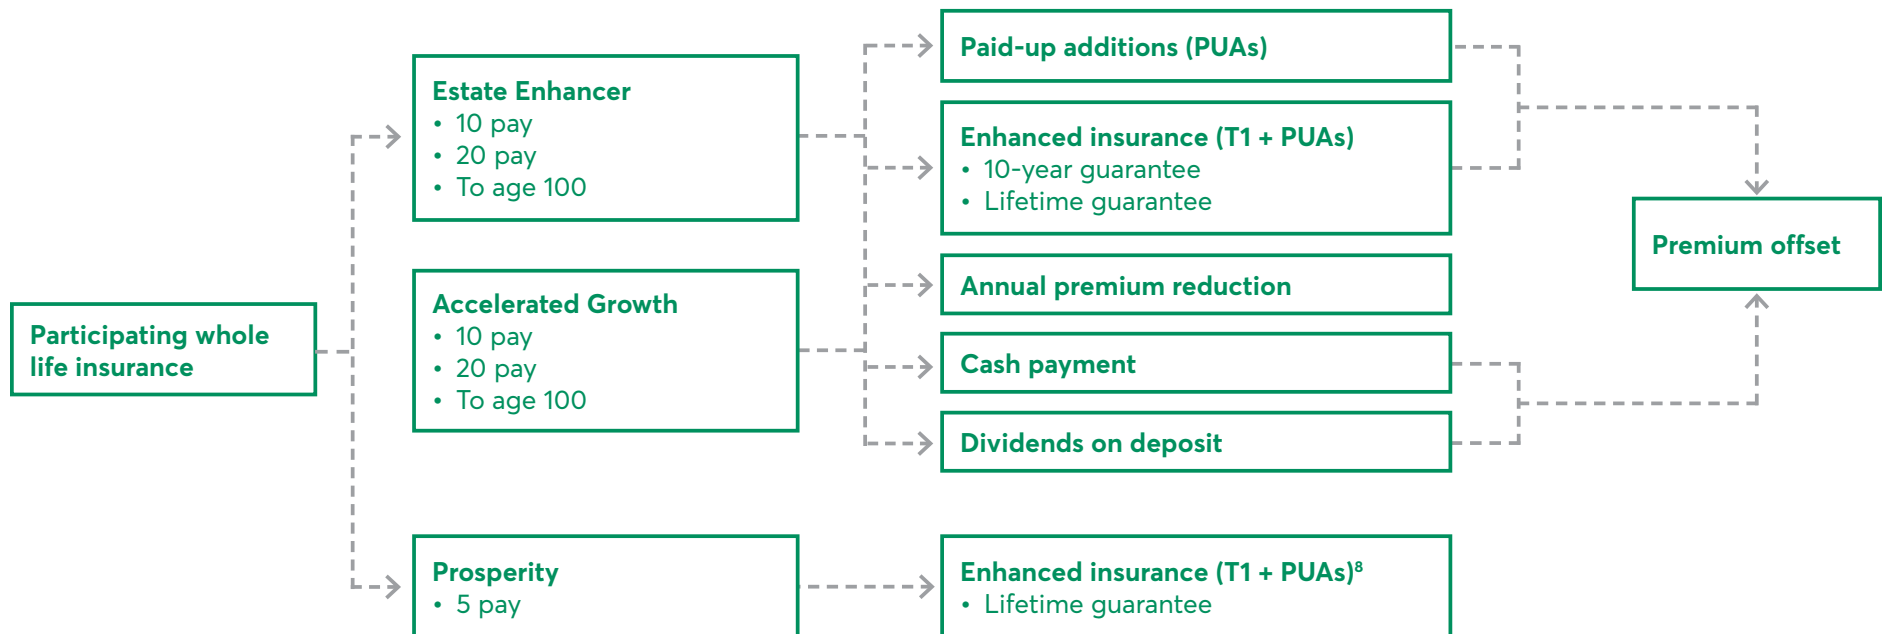 Participating whole
life insurance
Estate Enhancer
• 10 pay
• 20 pay
• To age 100
Accelerated Growth
• 10 pay
• 20 pay
• To age 100
Prosperity
• 5 pay
Paid-up additions (PUAs)
Enhanced insurance (T1 + PUAs)
• 10-year guarantee
• Lifetime guarantee
Annual premium reduction
Cash payment
Dividends on deposit
Enhanced insurance (T1 + PUAs)⁸
• Lifetime guarantee
Premium offset